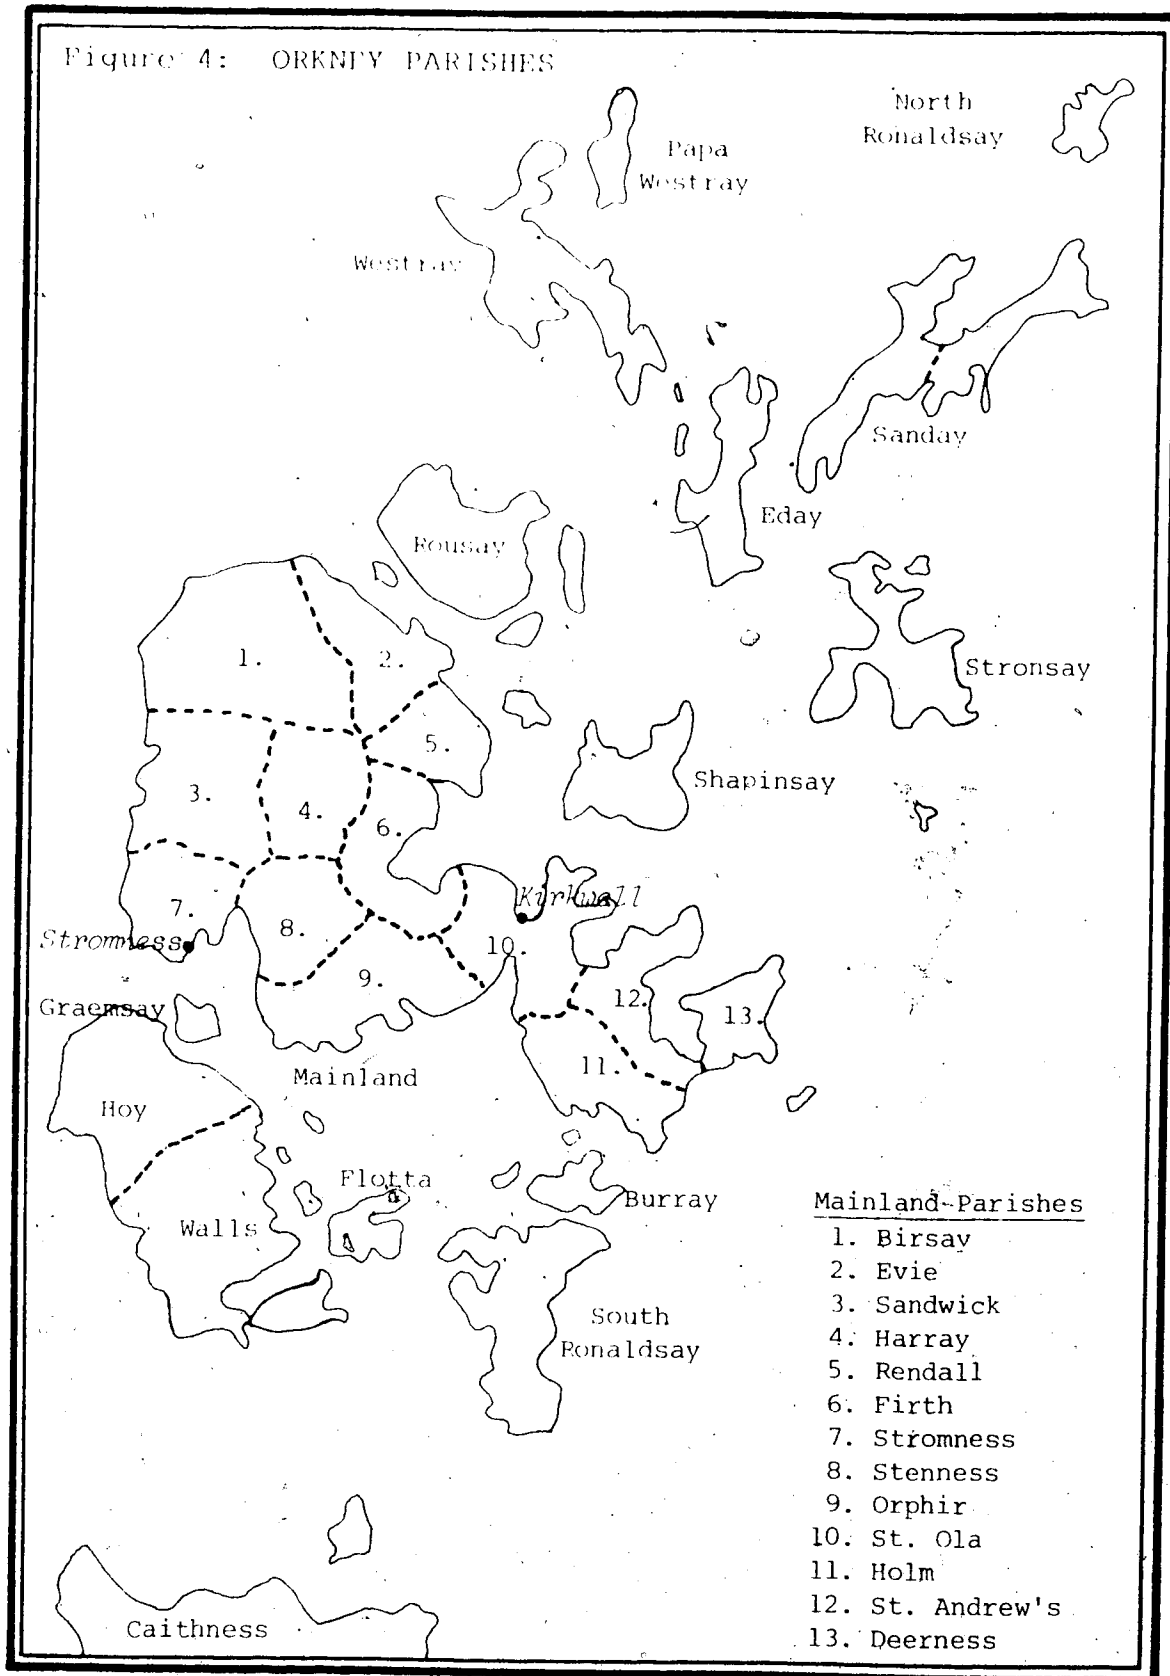 Figure 4: ORKNEY PARISHES
North
Ronaldsay
Papa
Westray
Westray
Sanday
Eday
Rousay
1.
2.
Stronsay
5.
Shapinsay
3.
4.
6.
Kirkwall
7.
8.
Stromness
10.
9.
12.
13.
Graemsay
11.
Mainland
Hoy
Flotta
Burray
Walls
South
Ronaldsay
Caithness
Mainland Parishes
1. Birsay
2. Evie
3. Sandwick
4. Harray
5. Rendall
6. Firth
7. Stromness
8. Stenness
9. Orphir
10. St. Ola
11. Holm
12. St. Andrew's
13. Deerness